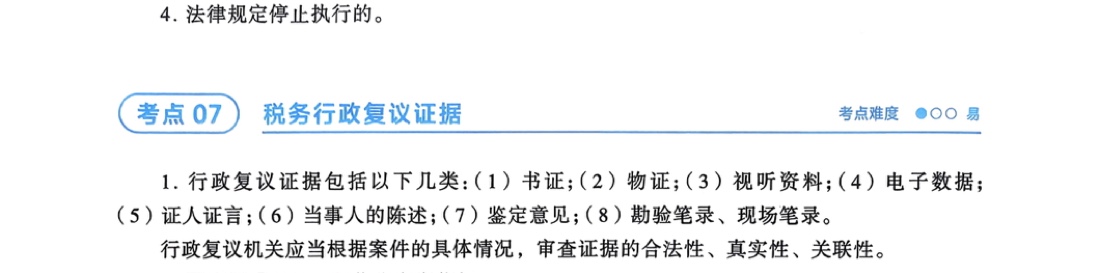 4. 法律规定停止执行的。
考点 07 税务行政复议证据 考点难度 ●○○ 易
1. 行政复议证据包括以下几类:(1) 书证;(2) 物证;(3) 视听资料;(4) 电子数据;
(5) 证人证言;(6) 当事人的陈述;(7) 鉴定意见;(8) 勘验笔录、现场笔录。
行政复议机关应当根据案件的具体情况，审查证据的合法性、真实性、关联性。